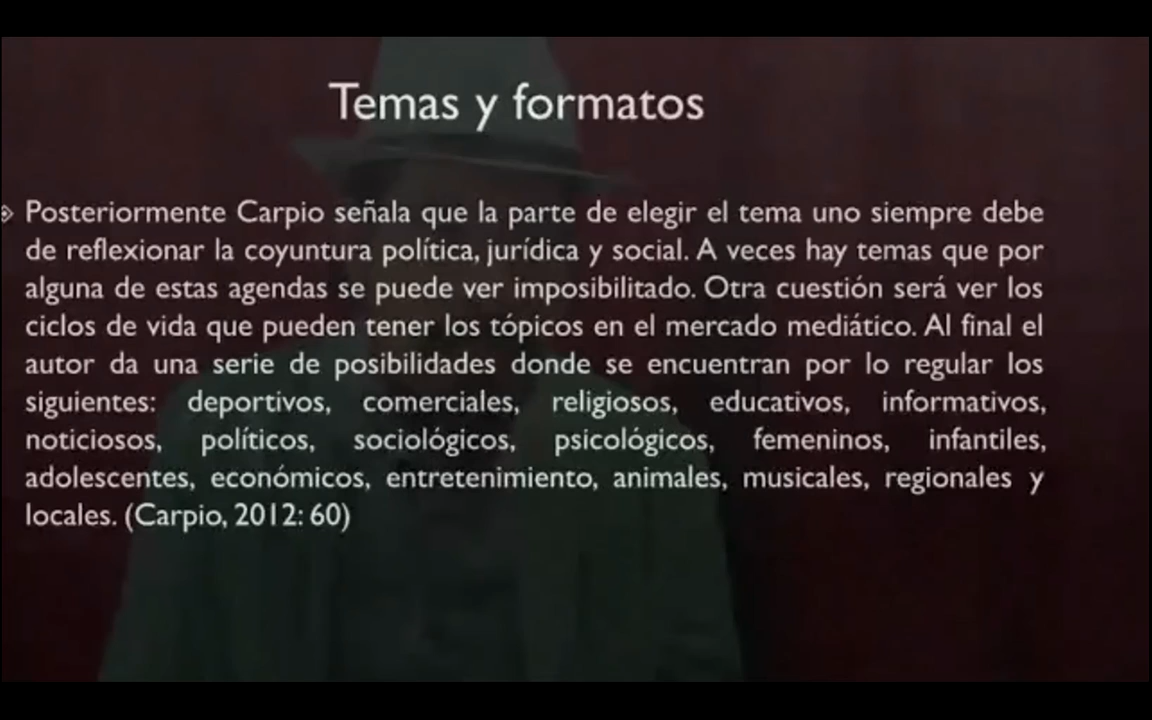 Temas y formatos
Posteriormente Carpio señala que la parte de elegir el tema uno siempre debe
de reflexionar la coyuntura política, jurídica y social. A veces hay temas que por
alguna de estas agendas se puede ver imposibilitado. Otra cuestión será ver los
ciclos de vida que pueden tener los tópicos en el mercado mediático. Al final el
autor da una serie de posibilidades donde se encuentran por lo regular los
siguientes: deportivos, comerciales, religiosos, educativos, informativos,
noticiosos, políticos, sociológicos, psicológicos, femeninos, infantiles,
adolescentes, económicos, entretenimiento, animales, musicales, regionales y
locales. (Carpio, 2012: 60)